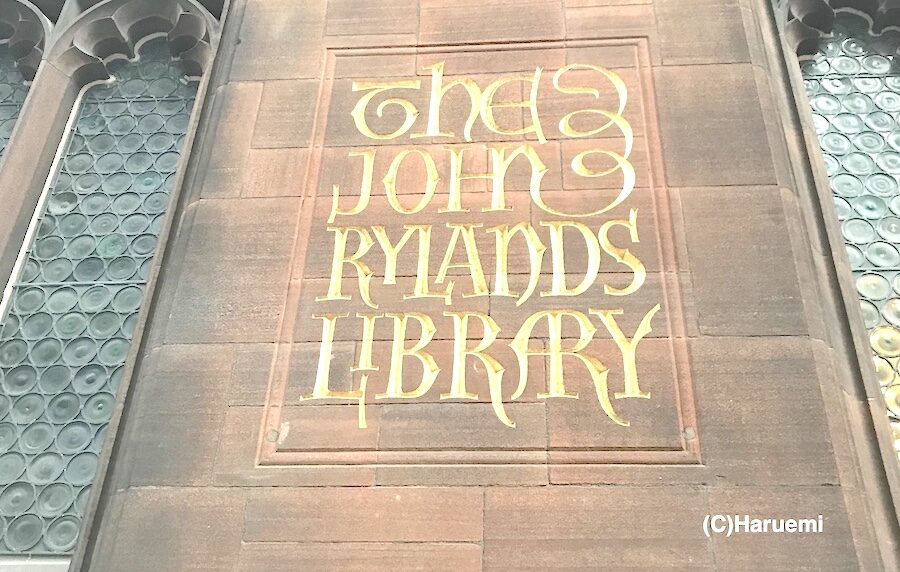 The
JOHN
RYLANDS
LIBRARY
(C)Haruemi